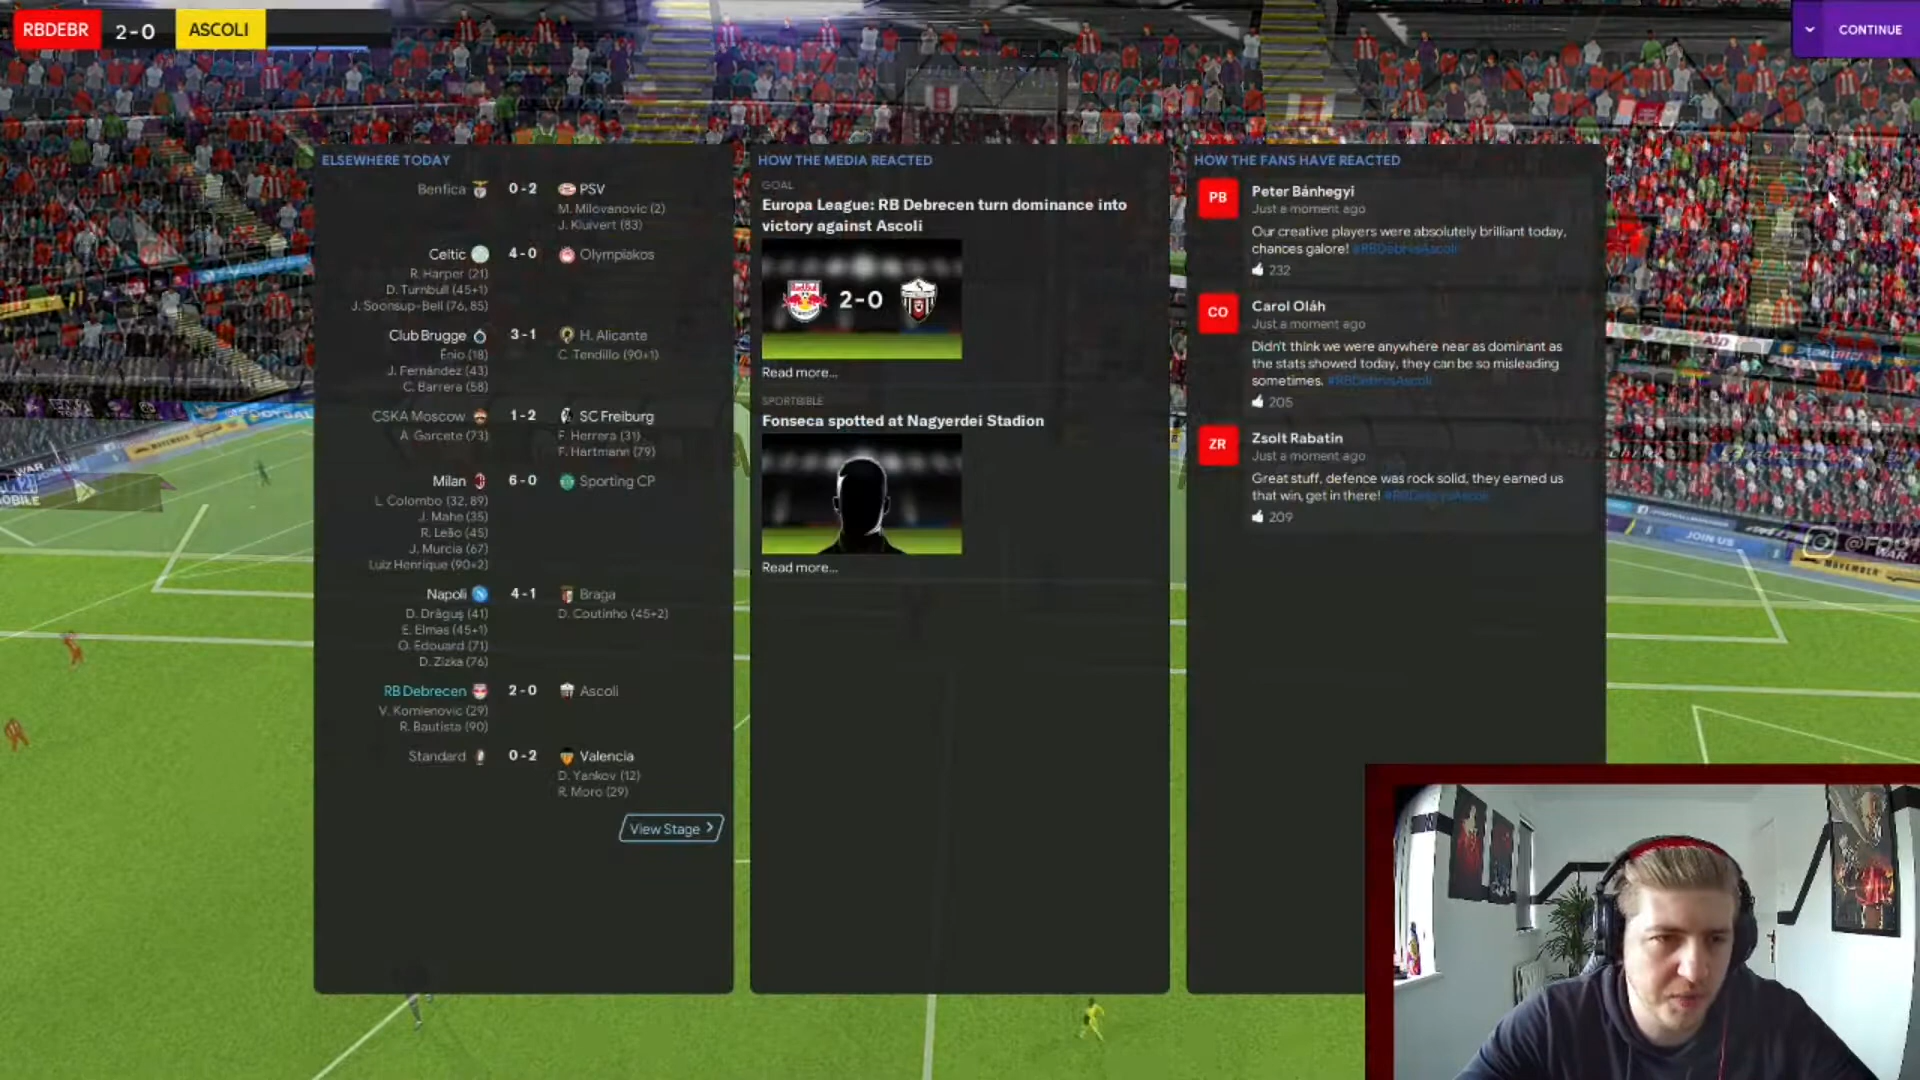 RBDEBR 2-0 ASCOLI
CONTINUE
ELSEWHERE TODAY
Benfica 0-2 PSV
M. Milovanovic (2)
J. Kluivert (83)
Celtic 4-0 Olympiakos
R. Harper (21)
D. Turnbull (45+1)
J. Soonsup-Bell (76, 85)
Club Brugge 3-1 H. Alicante
Ênio (18) C. Tendillo (90+1)
J. Fernández (43)
C. Barrera (58)
CSKA Moscow 1-2 SC Freiburg
A. Garcete (73) F. Herrera (31)
F. Hartmann (79)
Milan 6-0 Sporting CP
L. Colombo (32, 89)
J. Mahe (35)
R. Leão (45)
J. Murcia (67)
Luiz Henrique (90+2)
Napoli 4-1 Braga
D. Drăguș (41) D. Coutinho (45+2)
E. Elmas (45+1)
O. Edouard (71)
D. Zizka (76)
RB Debrecen 2-0 Ascoli
V. Komlenovic (29)
R. Bautista (90)
Standard 0-2 Valencia
D. Yankov (12)
R. Moro (29)
View Stage >
HOW THE MEDIA REACTED
GOAL
Europa League: RB Debrecen turn dominance into
victory against Ascoli
2-0
Read more...
SPORTBIBLE
Fonseca spotted at Nagyerdei Stadion
Read more...
HOW THE FANS HAVE REACTED
PB Peter Bánhegyi
Just a moment ago
Our creative players were absolutely brilliant today,
chances galore! #RBDebrvsAscoli
232
CO Carol Oláh
Just a moment ago
Didn't think we were anywhere near as dominant as
the stats showed today, they can be so misleading
sometimes. #RBDebrvsAscoli
205
ZR Zsolt Rabatin
Just a moment ago
Great stuff, defence was rock solid, they earned us
that win, get in there! #RBDebrvsAscoli
209
JOIN US